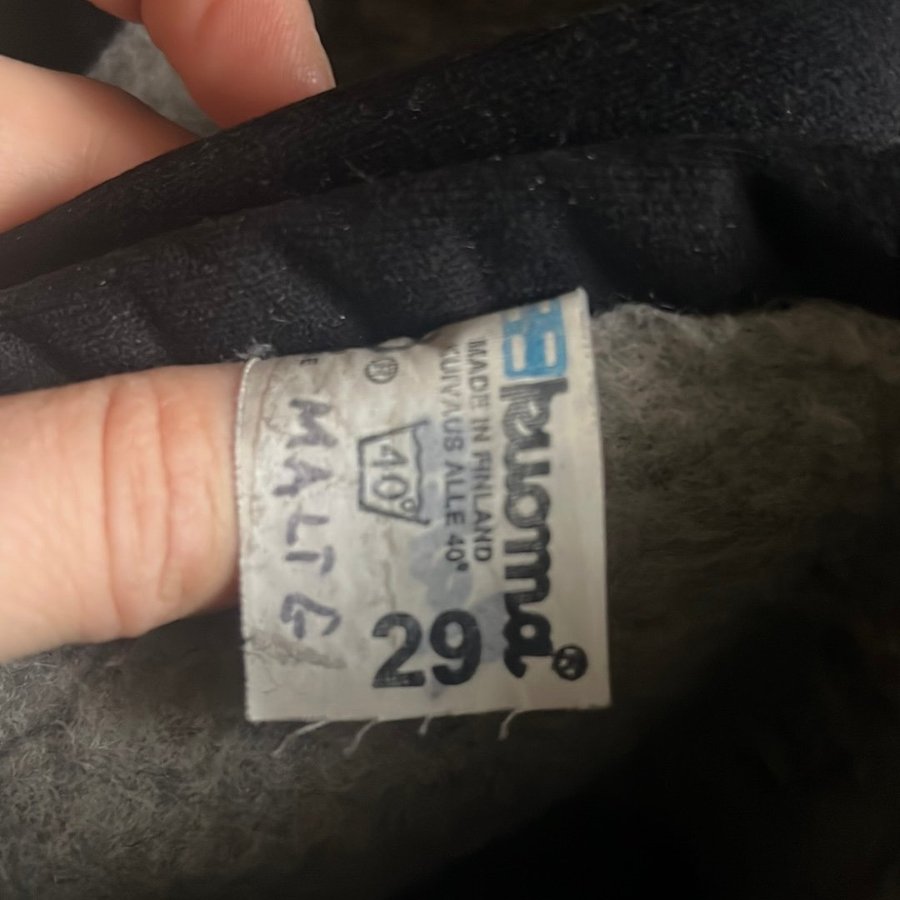 kuoma®
MADE IN FINLAND
KUIVAUS ALLE 40°
40°
29
MALTE